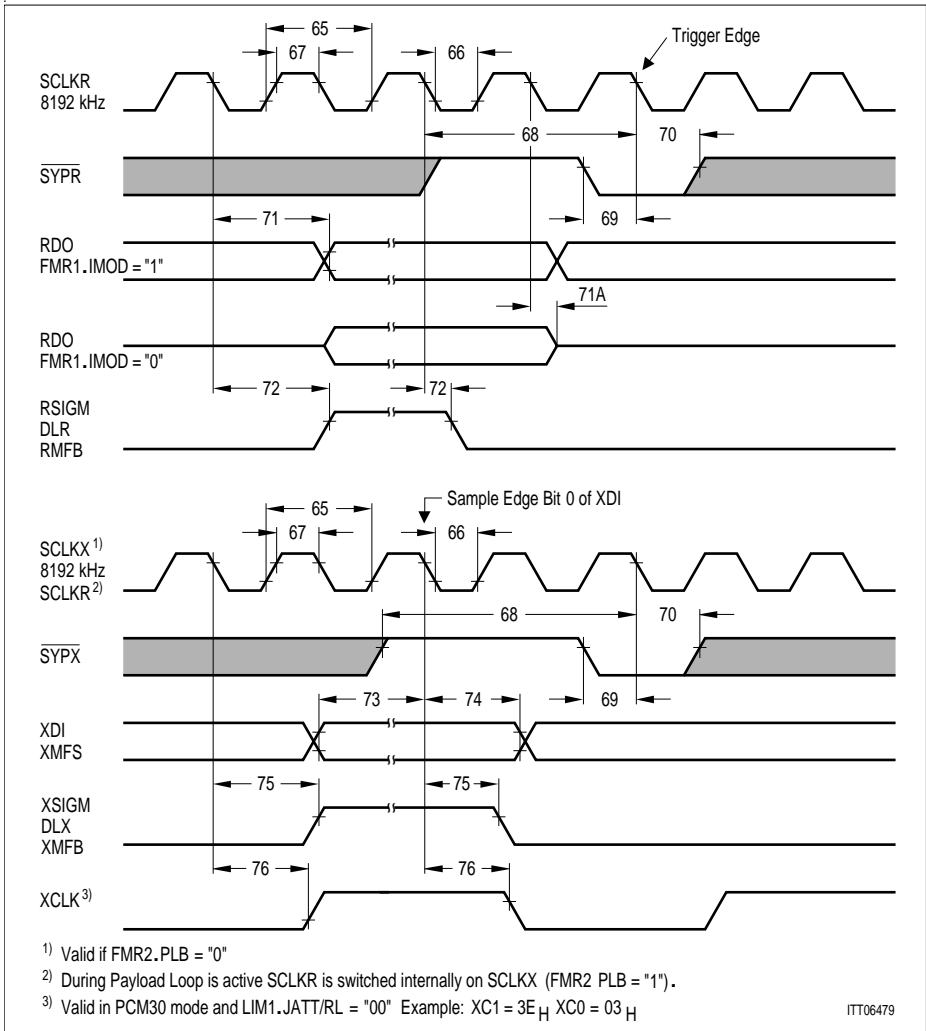 Trigger Edge
65
67
66
SCLKR
8192 kHz
68
70
SYPR
69
71
RDO
FMR1.IMOD = "1"
71A
RDO
FMR1.IMOD = "0"
72
72
RSIGM
DLR
RMFB
Sample Edge Bit 0 of XDI
65
67
66
SCLKX 1)
8192 kHz
SCLKR 2)
68
70
SYPX
69
73
74
XDI
XMFS
75
75
XSIGM
DLX
XMFB
76
76
XCLK 3)
1) Valid if FMR2.PLB = "0"
2) During Payload Loop is active SCLKR is switched internally on SCLKX (FMR2 PLB = "1").
3) Valid in PCM30 mode and LIM1.JATT/RL = "00" Example: XC1 = 3E H XC0 = 03 H
ITT06479